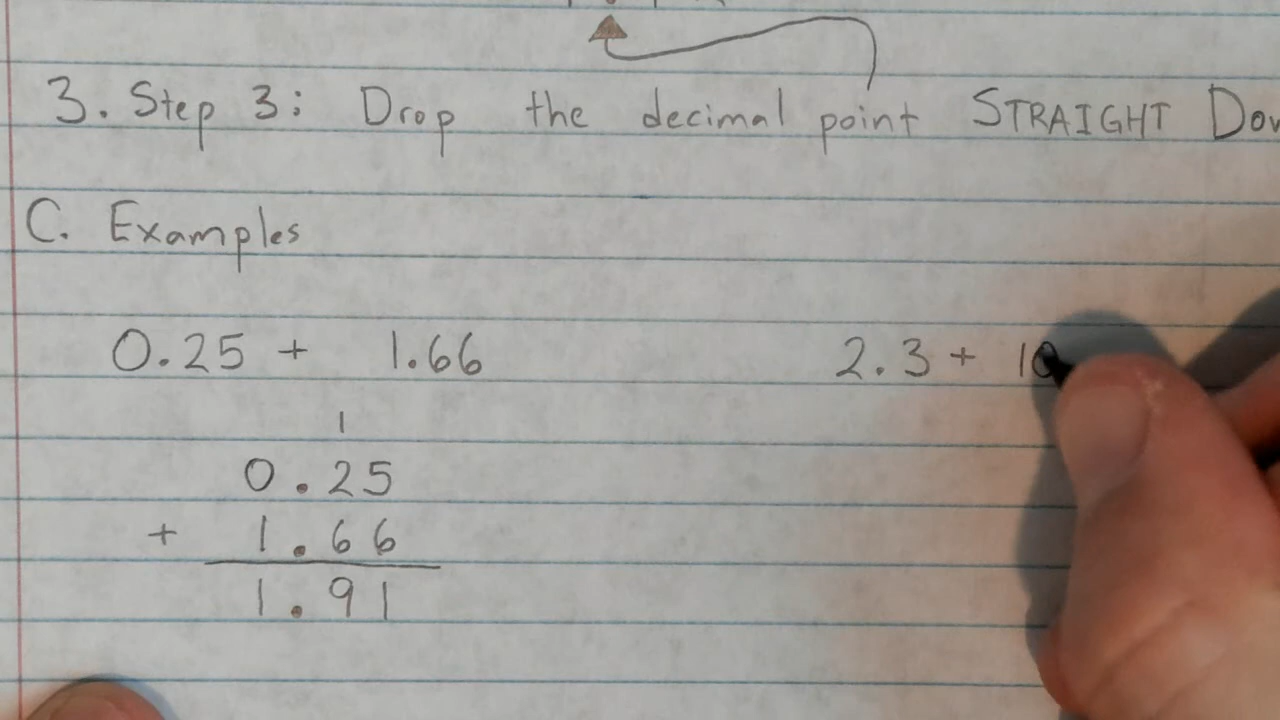 3. Step 3: Drop the decimal point STRAIGHT
C. Examples
0.25 + 1.66 2.3 + 10
1
0.25
+ 1.66
1.91